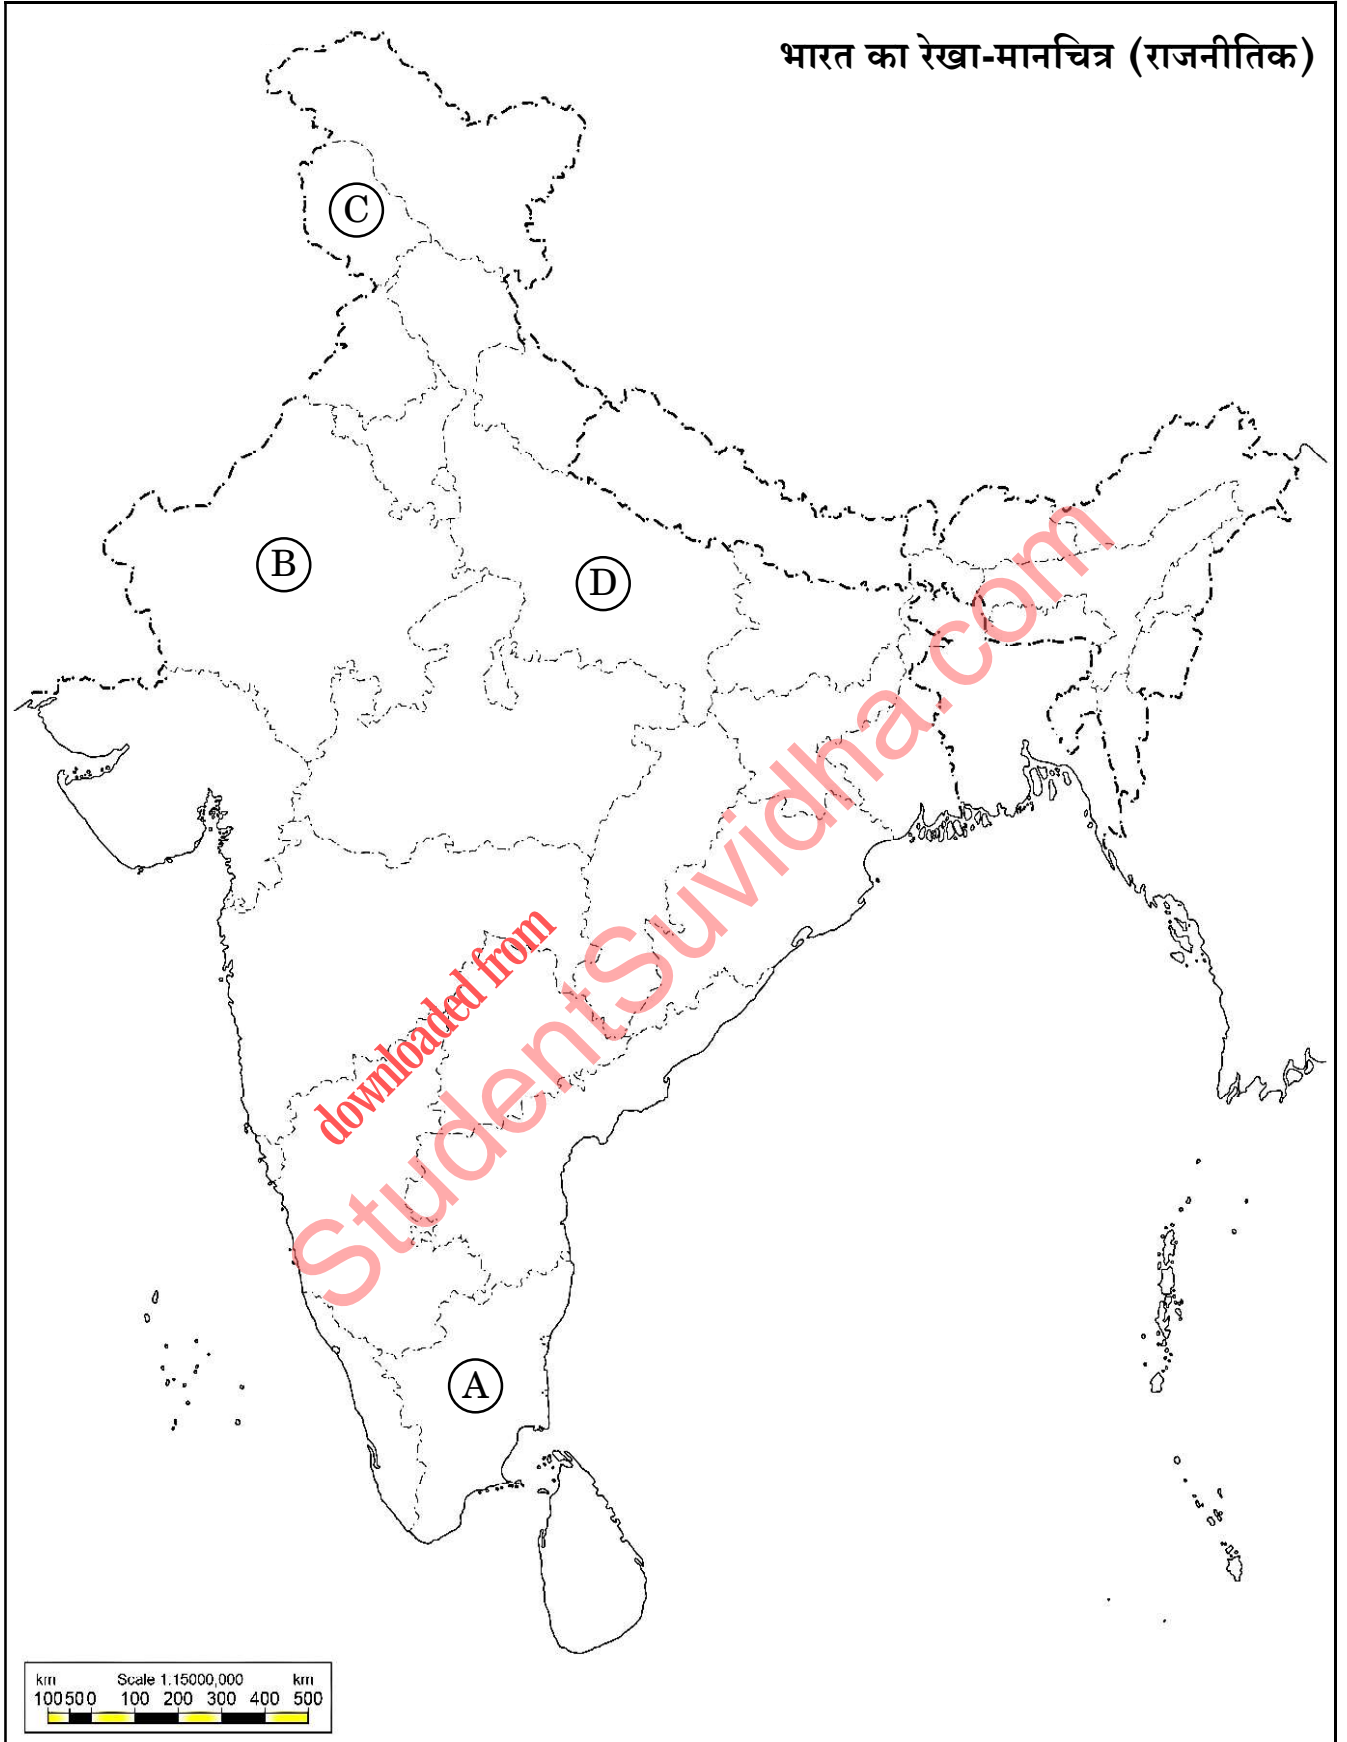 भारत का रेखा-मानचित्र (राजनीतिक)
C
B
D
downloaded from
StudentSuvidha.com
A
km Scale 1:15000,000 km
100 50 0 100 200 300 400 500